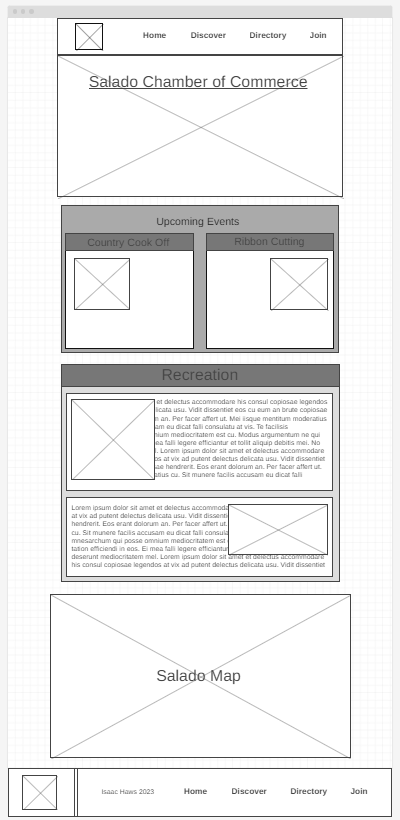 Home Discover Directory Join
Salado Chamber of Commerce
Upcoming Events
Country Cook Off Ribbon Cutting
Recreation
et delectus accommodare his consul copiosae legendos
licata usu. Vidit dissentiet eos cu eum an brute copiosae
m an. Per facer affert ut. Mei iisque mentitum moderatius
am eu facilis consulatu at vis. Te facilisis
nium mediocritatem est cu. Modus argumentum ne qui
ea falli legere efficiantur et tollit aliquip debitis mei. No
l. Lorem ipsum dolor sit amet et delectus accommodare
os at vix ad putent delectus delicata usu. Vidit dissentiet
ae hendrerit. Eos erant dolorum an. Per facer affert ut.
atius cu. Sit munere facilis accusam eu dicat falli
Lorem ipsum dolor sit amet et delectus accommoda
at vix ad putent delectus delicata usu. Vidit dissenti
hendrerit. Eos erant dolorum an. Per facer affert ut.
cu. Sit munere facilis accusam eu dicat falli consula
mnesarchum qui posse omnium mediocritatem est
tation efficiendi in eos. Ei mea falli legere efficiantur
deserunt mediocritatem mel. Lorem ipsum dolor sit amet et delectus accommodare
his consul copiosae legendos at vix ad putent delectus delicata usu. Vidit dissentiet
Salado Map
Isaac Haws 2023 Home Discover Directory Join